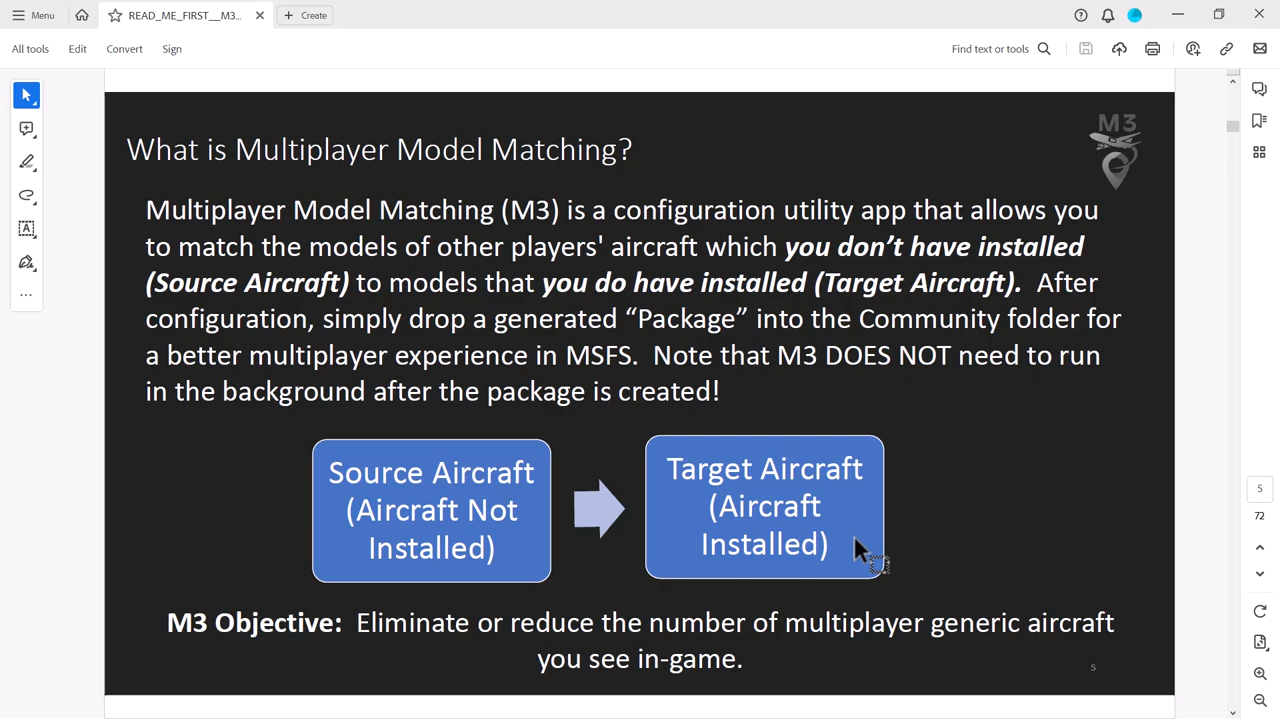 Menu
READ_ME_FIRST__M3...
Create
All tools
Edit
Convert
Sign
Find text or tools
What is Multiplayer Model Matching?
M3
Multiplayer Model Matching (M3) is a configuration utility app that allows you
to match the models of other players' aircraft which you don’t have installed
(Source Aircraft) to models that you do have installed (Target Aircraft). After
configuration, simply drop a generated “Package” into the Community folder for
a better multiplayer experience in MSFS. Note that M3 DOES NOT need to run
in the background after the package is created!
Source Aircraft
(Aircraft Not
Installed)
Target Aircraft
(Aircraft
Installed)
M3 Objective: Eliminate or reduce the number of multiplayer generic aircraft
you see in-game.
5
5
72